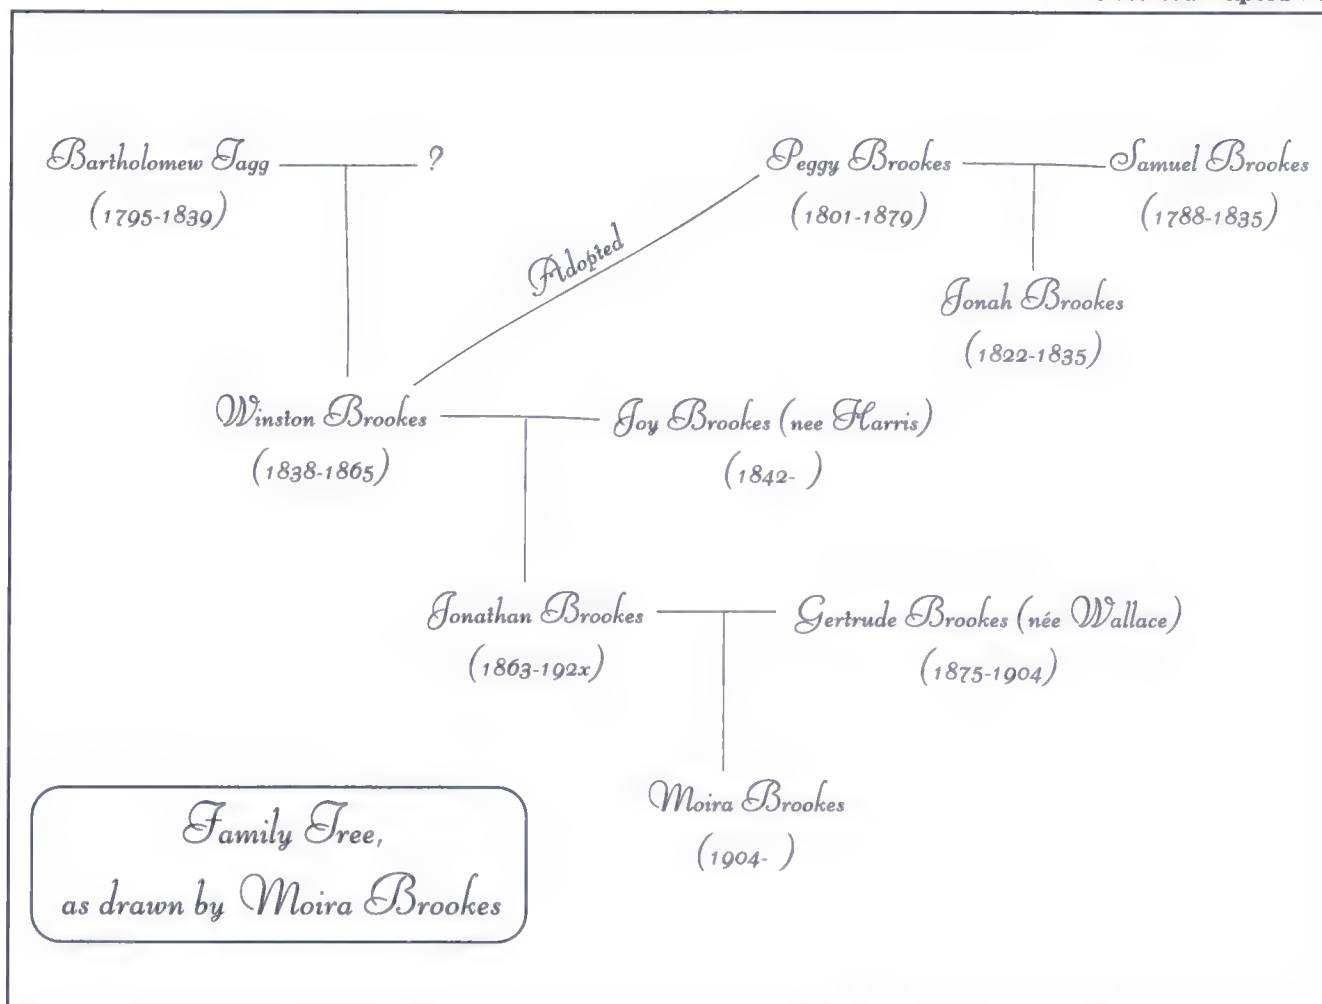 Bartholomew Tagg ?
(1795-1839)
Peggy Brookes Samuel Brookes
(1801-1879) (1788-1835)
Adopted
Jonah Brookes
(1822-1835)
Winston Brookes Joy Brookes (nee Harris)
(1838-1865) (1842- )
Jonathan Brookes Gertrude Brookes (née Wallace)
(1863-192x) (1875-1904)
Moira Brookes
(1904- )
Family Tree,
as drawn by Moira Brookes